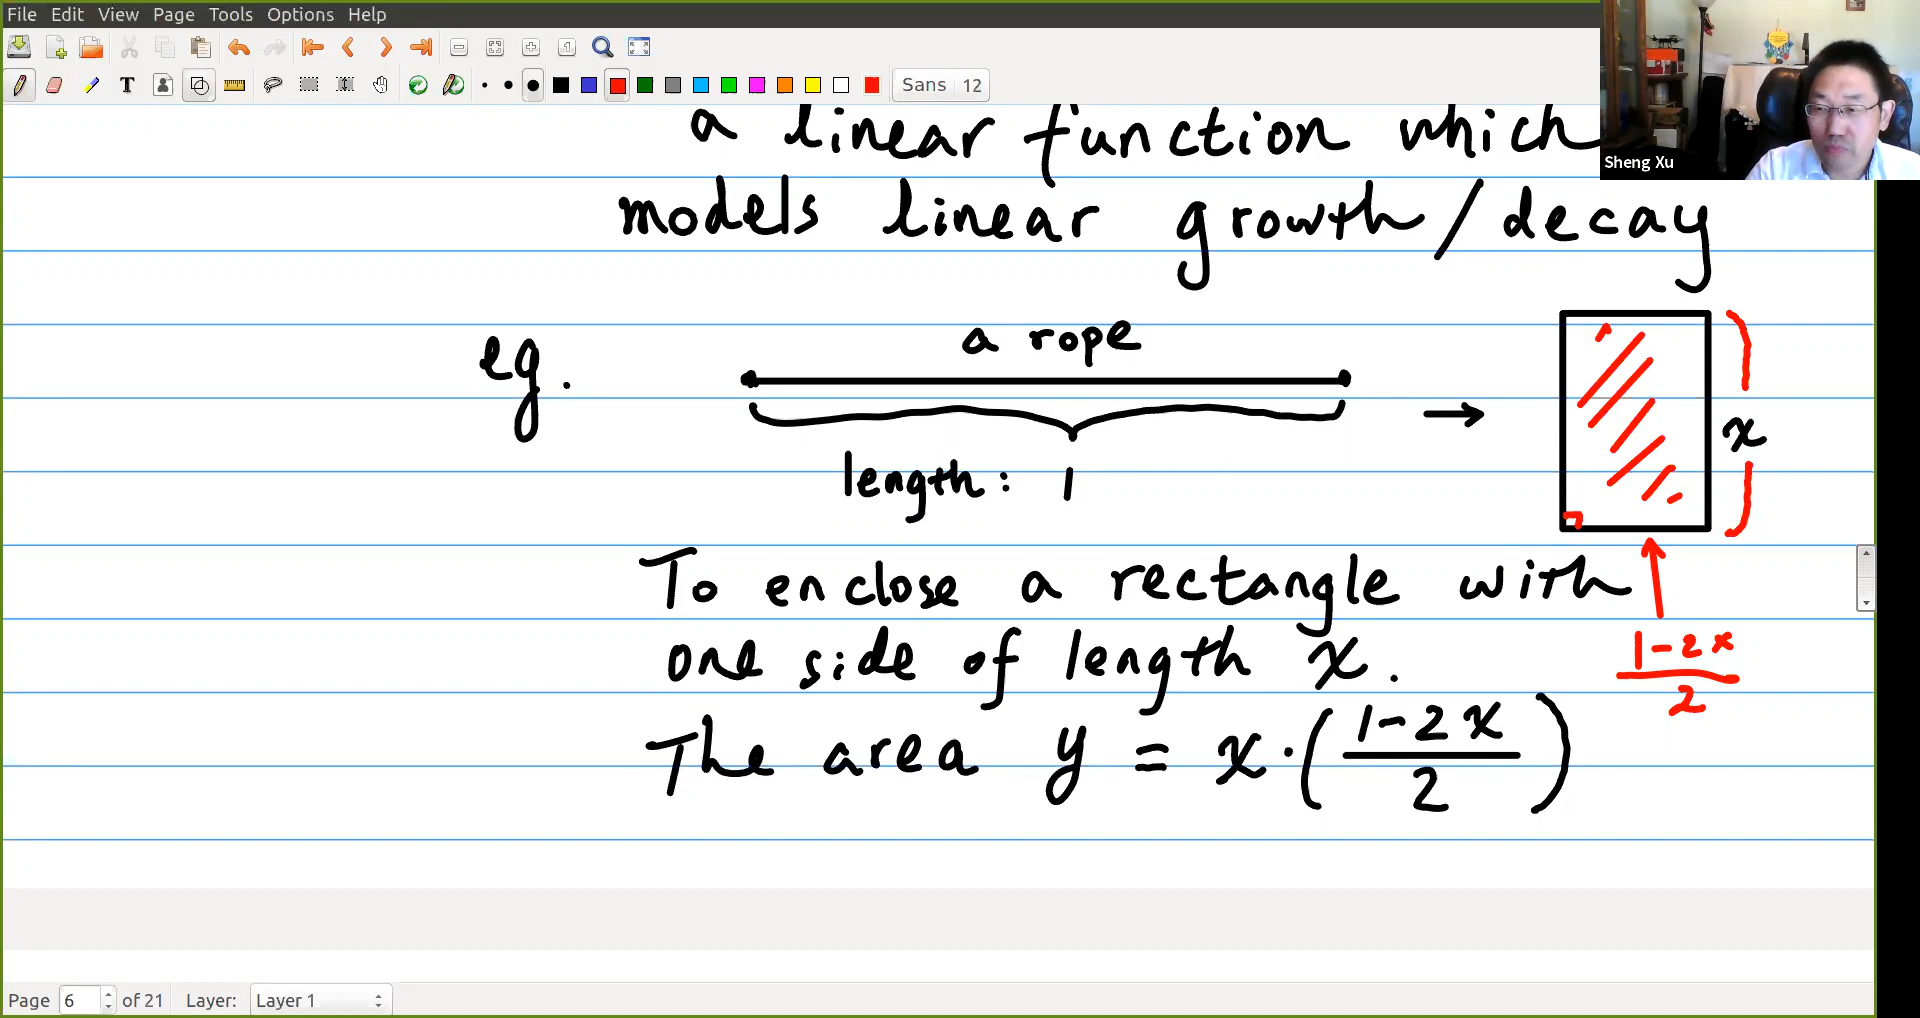 File Edit View Page Tools Options Help
Sans 12
Sheng Xu
a linear function which
models linear growth/decay
eg.
a rope
length: 1
→
x
To enclose a rectangle with
one side of length x.
1-2x
2
The area y = x·(1-2x/2)
Page 6 of 21 Layer: Layer 1